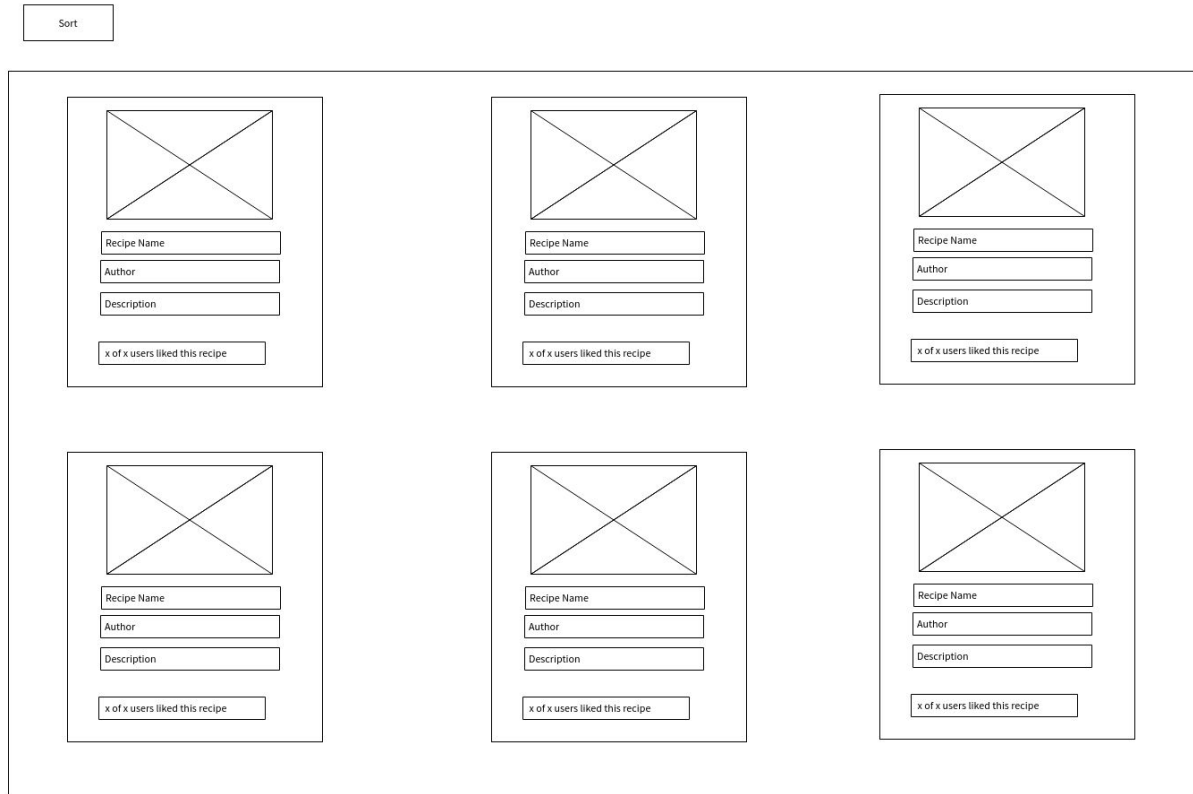 Sort
Recipe Name
Author
Description
x of x users liked this recipe
Recipe Name
Author
Description
x of x users liked this recipe
Recipe Name
Author
Description
x of x users liked this recipe
Recipe Name
Author
Description
x of x users liked this recipe
Recipe Name
Author
Description
x of x users liked this recipe
Recipe Name
Author
Description
x of x users liked this recipe